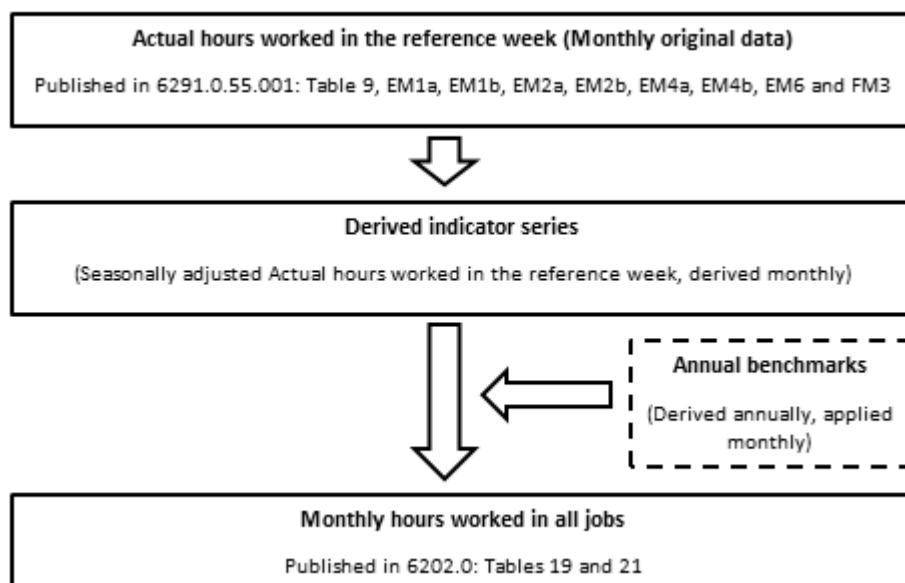 Actual hours worked in the reference week (Monthly original data)
Published in 6291.0.55.001: Table 9, EM1a, EM1b, EM2a, EM2b, EM4a, EM4b, EM6 and FM3
Derived indicator series
(Seasonally adjusted Actual hours worked in the reference week, derived monthly)
Annual benchmarks
(Derived annually, applied
monthly)
Monthly hours worked in all jobs
Published in 6202.0: Tables 19 and 21